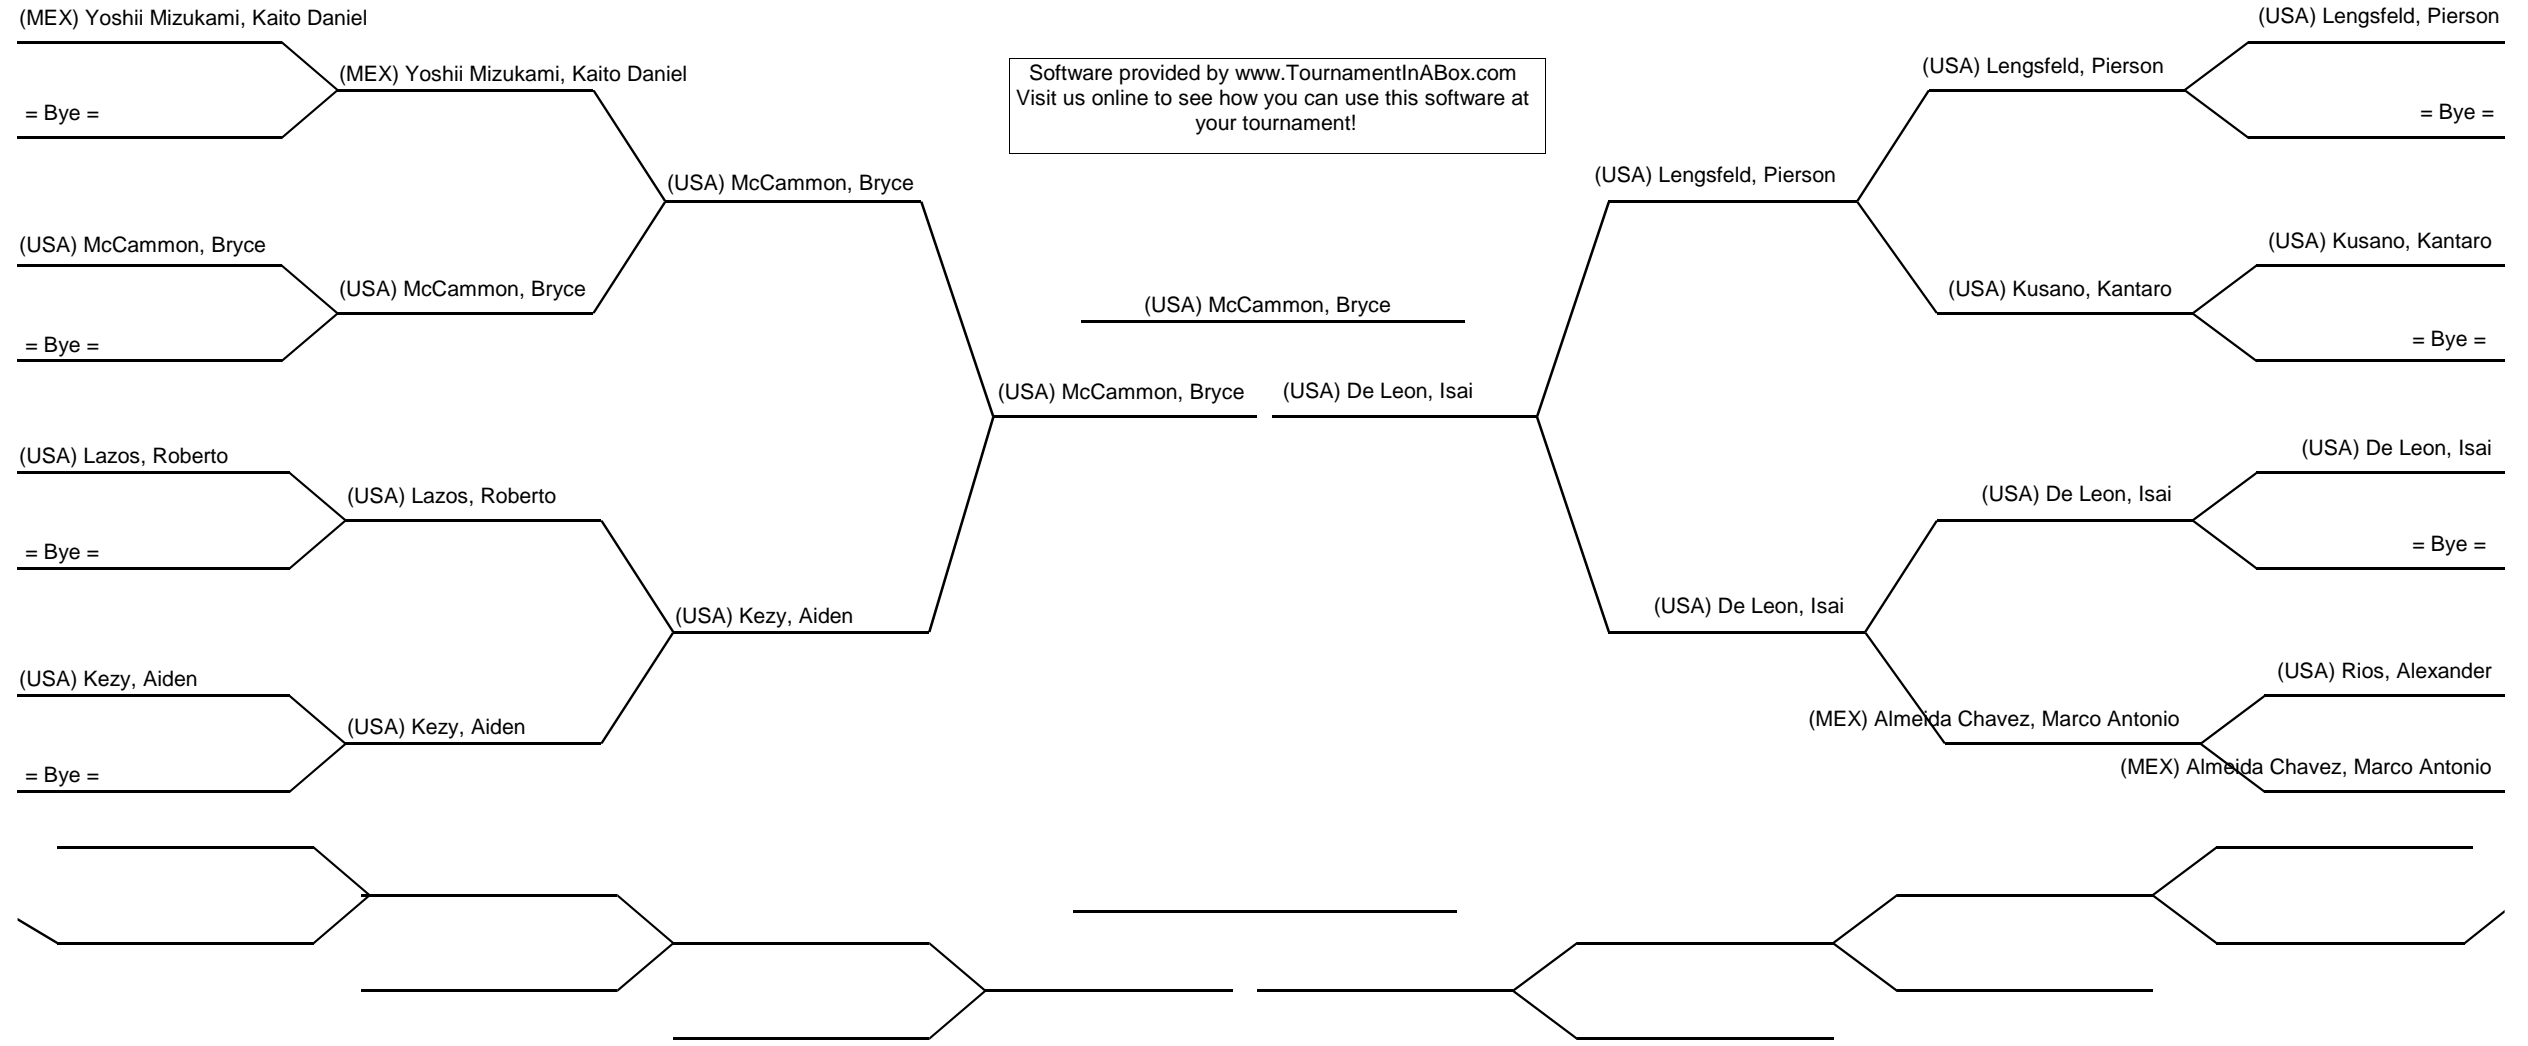 (MEX) Yoshii Mizukami, Kaito Daniel
(USA) Lengsfeld, Pierson
(MEX) Yoshii Mizukami, Kaito Daniel
Software provided by www.TournamentInABox.com
Visit us online to see how you can use this software at
your tournament!
(USA) Lengsfeld, Pierson
= Bye =
= Bye =
(USA) McCammon, Bryce
(USA) Lengsfeld, Pierson
(USA) McCammon, Bryce
(USA) Kusano, Kantaro
(USA) McCammon, Bryce
(USA) McCammon, Bryce
(USA) Kusano, Kantaro
= Bye =
= Bye =
(USA) McCammon, Bryce
(USA) De Leon, Isai
(USA) Lazos, Roberto
(USA) De Leon, Isai
(USA) Lazos, Roberto
(USA) De Leon, Isai
= Bye =
= Bye =
(USA) Kezy, Aiden
(USA) De Leon, Isai
(USA) Kezy, Aiden
(USA) Rios, Alexander
(USA) Kezy, Aiden
(MEX) Almeida Chavez, Marco Antonio
= Bye =
(MEX) Almeida Chavez, Marco Antonio